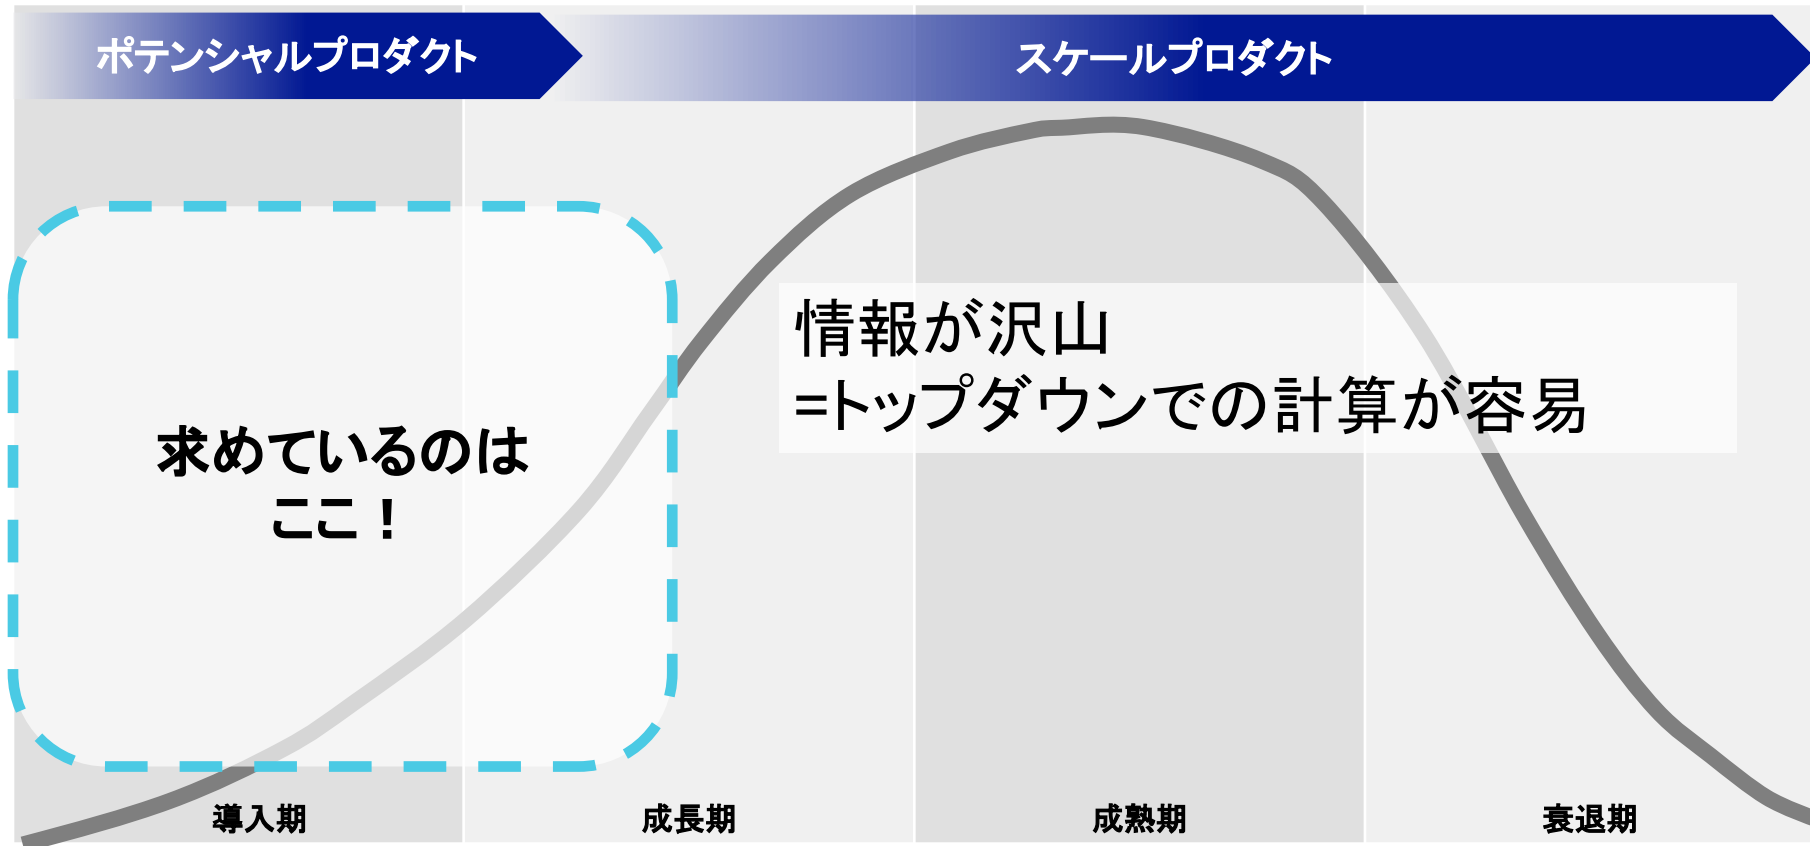 ポテンシャルプロダクト
スケールプロダクト
情報が沢山
=トップダウンでの計算が容易
求めているのは
ここ！
導入期
成長期
成熟期
衰退期